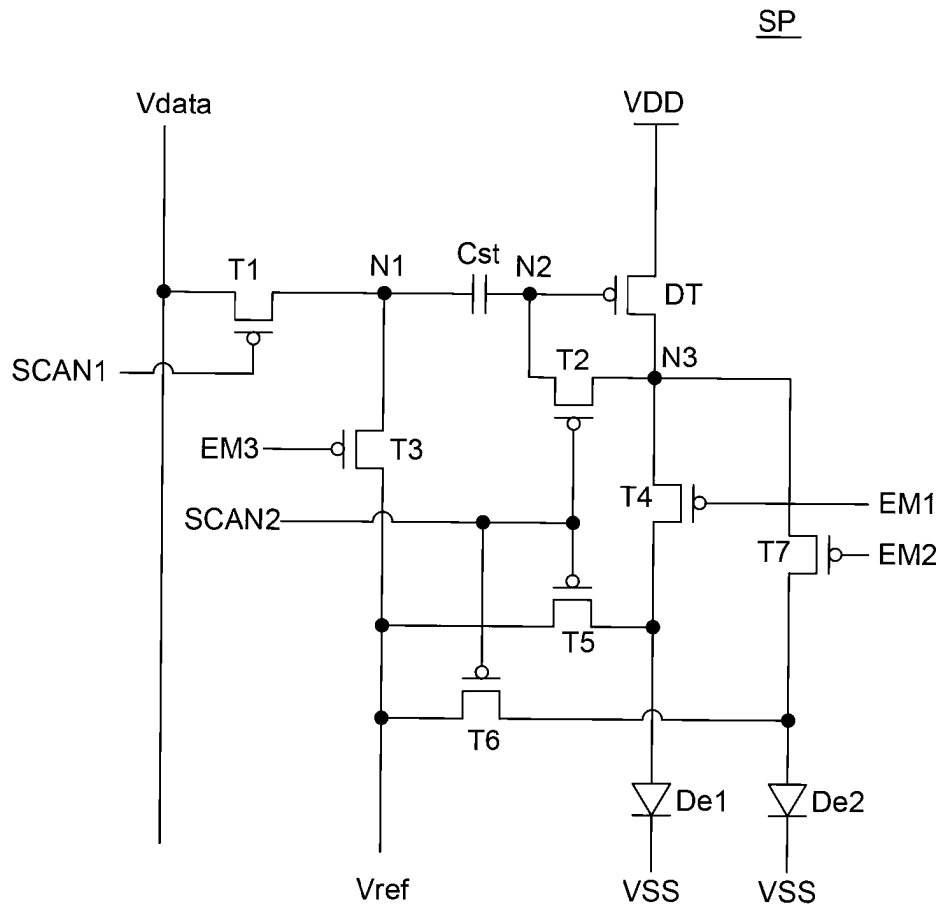 SP
Vdata
VDD
T1
N1
Cst
N2
DT
SCAN1
T2
N3
EM3
T3
T4
EM1
SCAN2
T7
EM2
T5
T6
De1
De2
Vref
VSS
VSS